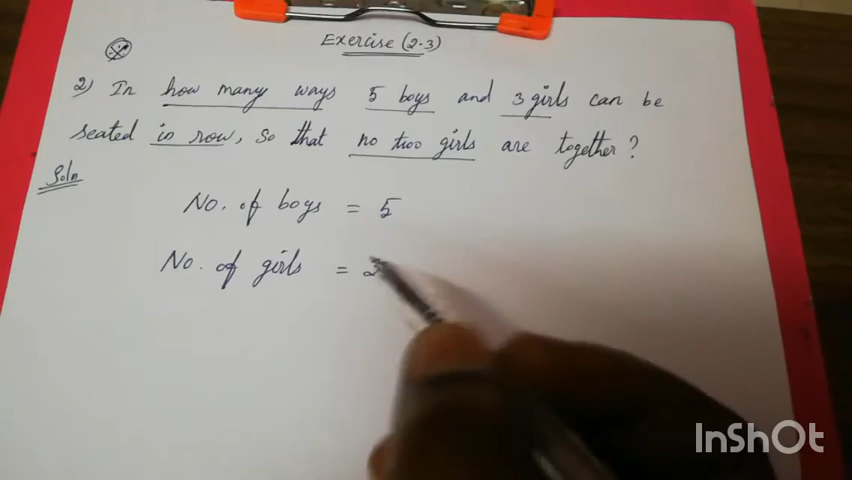 Exercise (2.3)
2) In how many ways 5 boys and 3 girls can be
seated in row, so that no two girls are together?
Soln
No. of boys = 5
No. of girls = 3
InShOt